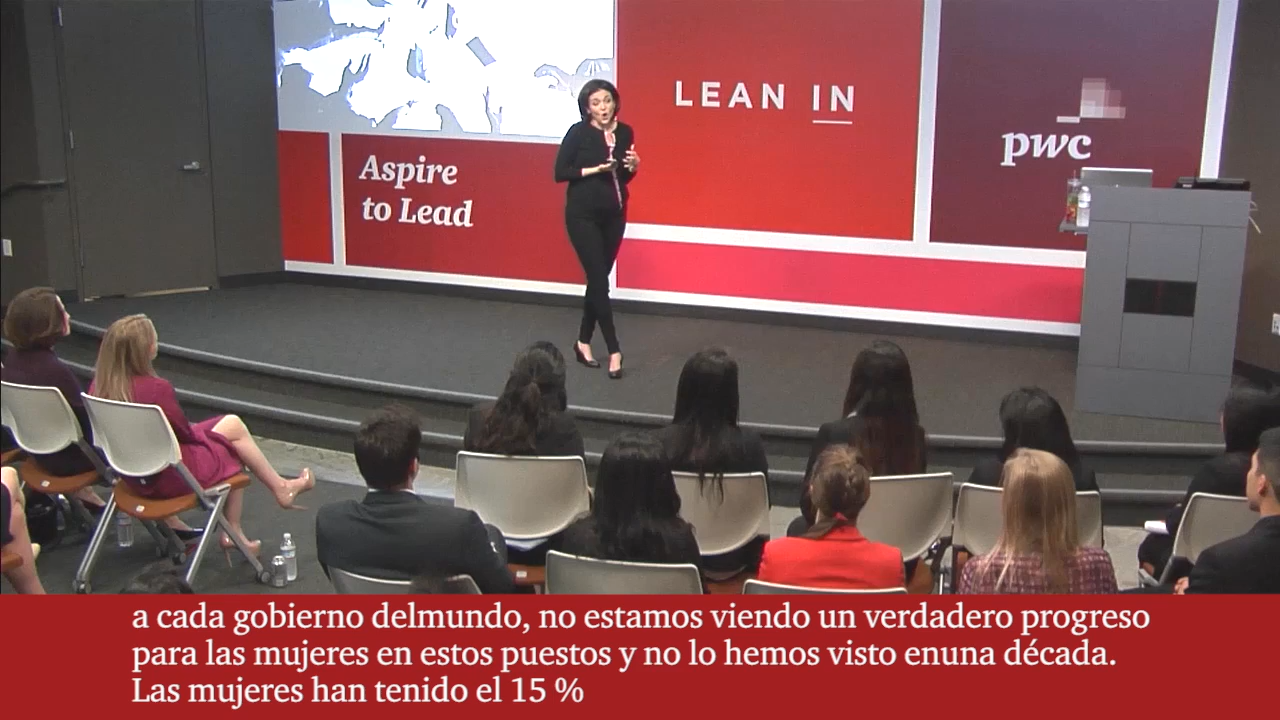 LEAN IN
pwc
Aspire
to Lead
a cada gobierno delmundo, no estamos viendo un verdadero progreso
para las mujeres en estos puestos y no lo hemos visto enuna década.
Las mujeres han tenido el 15 %